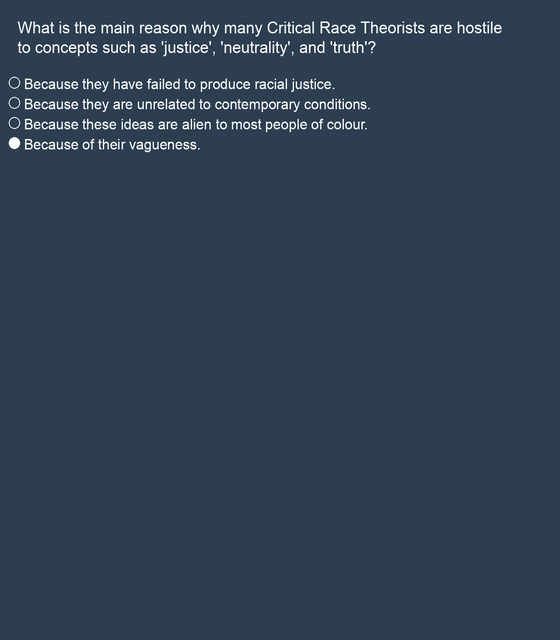 What is the main reason why many Critical Race Theorists are hostile
to concepts such as 'justice', 'neutrality', and 'truth'?
Because they have failed to produce racial justice.
Because they are unrelated to contemporary conditions.
Because these ideas are alien to most people of colour.
Because of their vagueness.